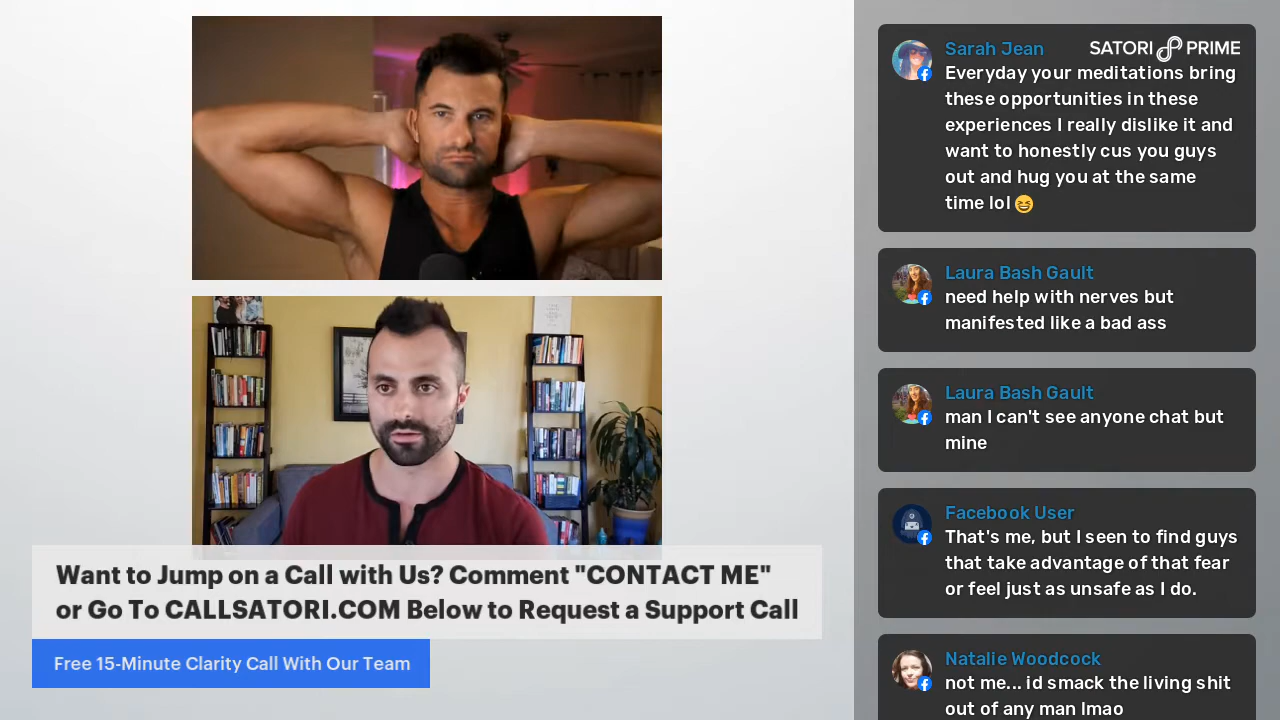 Want to Jump on a Call with Us? Comment "CONTACT ME"
or Go To CALLSATORI.COM Below to Request a Support Call
Free 15-Minute Clarity Call With Our Team
SATORI PRIME
Sarah Jean
Everyday your meditations bring
these opportunities in these
experiences I really dislike it and
want to honestly cus you guys
out and hug you at the same
time lol 😆
Laura Bash Gault
need help with nerves but
manifested like a bad ass
Laura Bash Gault
man I can't see anyone chat but
mine
Facebook User
That's me, but I seen to find guys
that take advantage of that fear
or feel just as unsafe as I do.
Natalie Woodcock
not me... id smack the living shit
out of any man lmao